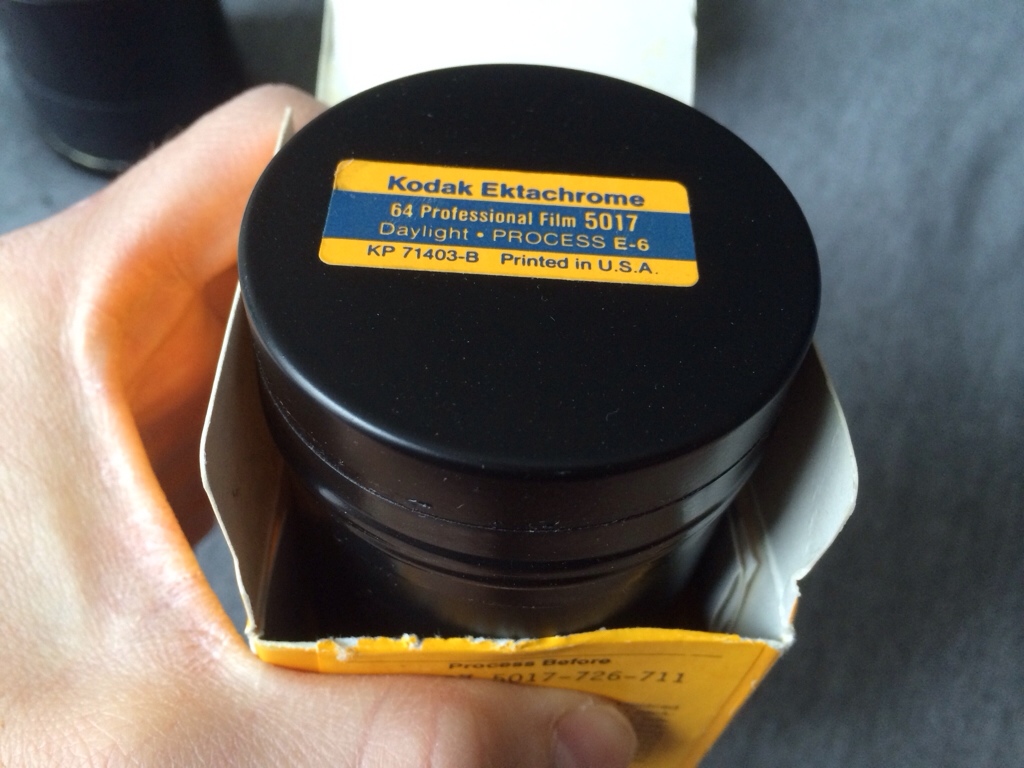 Kodak Ektachrome
64 Professional Film 5017
Daylight • PROCESS E-6
KP 71403-B Printed in U.S.A.
Process Before
5017-726-711